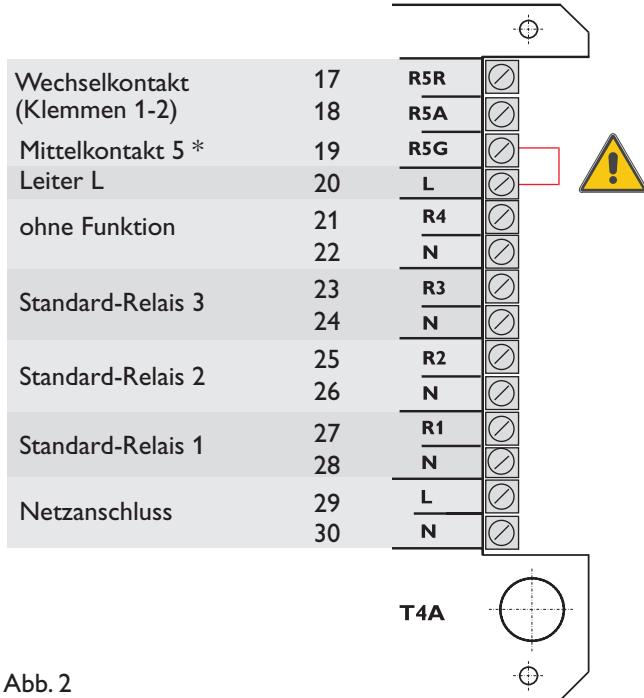 Wechselkontakt 17 R5R
(Klemmen 1-2) 18 R5A
Mittelkontakt 5 * 19 R5G
Leiter L 20 L
ohne Funktion 21 R4
22 N
Standard-Relais 3 23 R3
24 N
Standard-Relais 2 25 R2
26 N
Standard-Relais 1 27 R1
28 N
Netzanschluss 29 L
30 N
T4A
Abb. 2